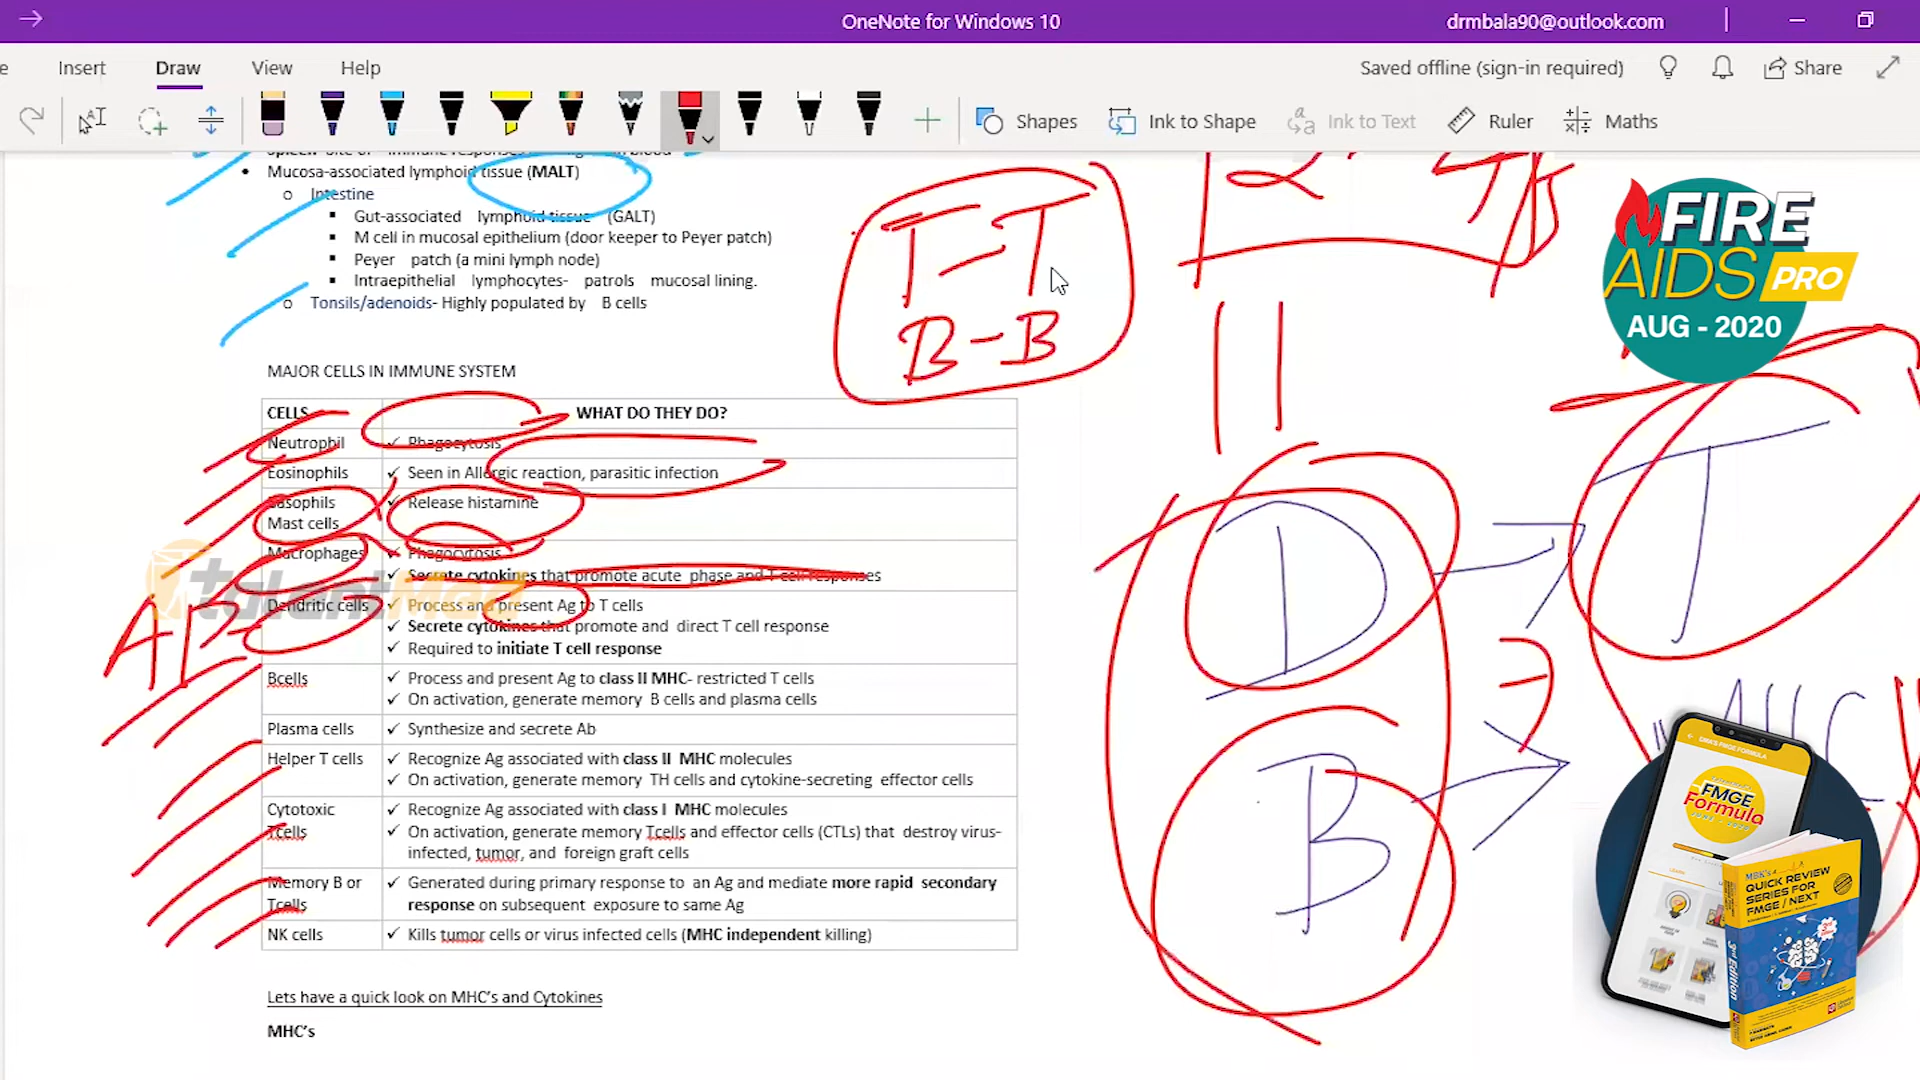 OneNote for Windows 10
drmbala90@outlook.com
Insert Draw View Help
Saved offline (sign-in required)
Share
Shapes
Ink to Shape
Ink to Text
Ruler
Maths
Mucosa-associated lymphoid tissue (MALT)
Intestine
Gut-associated lymphoid tissue (GALT)
M cell in mucosal epithelium (door keeper to Peyer patch)
Peyer patch (a mini lymph node)
Intraepithelial lymphocytes- patrols mucosal lining.
Tonsils/adenoids- Highly populated by B cells
T-T
B-B
FIRE
AIDS PRO
AUG - 2020
MAJOR CELLS IN IMMUNE SYSTEM
CELLS WHAT DO THEY DO?
Neutrophil ✓ Phagocytosis
Eosinophils ✓ Seen in Allergic reaction, parasitic infection
Basophils ✓ Release histamine
Mast cells
Macrophages ✓ Phagocytosis
✓ Secrete cytokines that promote acute phase and T cell responses
Dendritic cells ✓ Process and present Ag to T cells
✓ Secrete cytokines that promote and direct T cell response
✓ Required to initiate T cell response
Bcells ✓ Process and present Ag to class II MHC- restricted T cells
✓ On activation, generate memory B cells and plasma cells
Plasma cells ✓ Synthesize and secrete Ab
Helper T cells ✓ Recognize Ag associated with class II MHC molecules
✓ On activation, generate memory TH cells and cytokine-secreting effector cells
Cytotoxic ✓ Recognize Ag associated with class I MHC molecules
Tcells ✓ On activation, generate memory Tcells and effector cells (CTLs) that destroy virus-
infected, tumor, and foreign graft cells
Memory B or ✓ Generated during primary response to an Ag and mediate more rapid secondary
Tcells response on subsequent exposure to same Ag
NK cells ✓ Kills tumor cells or virus infected cells (MHC independent killing)
Lets have a quick look on MHC's and Cytokines
MHC's
D
T
B
MHC
FMGE
Formula
QUICK REVIEW
SERIES FOR
FMGE / NEXT
3rd Edition